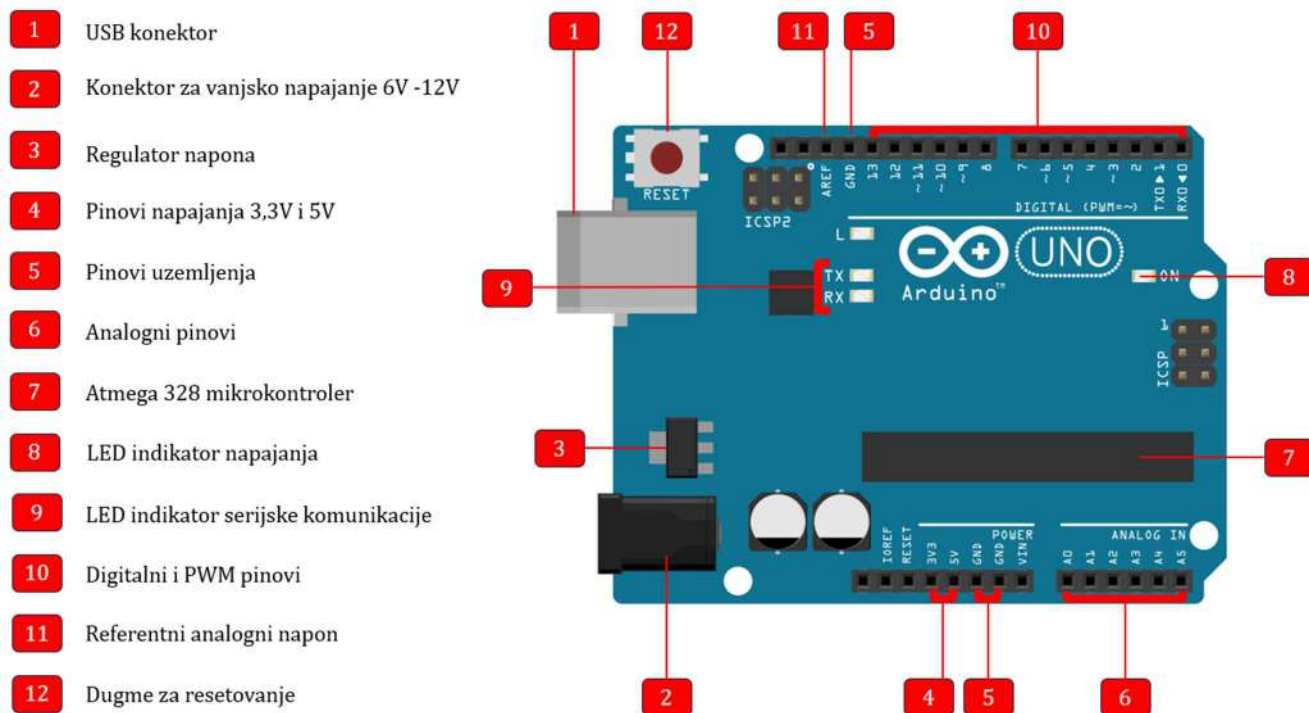 1 USB konektor
2 Konektor za vanjsko napajanje 6V -12V
3 Regulator napona
4 Pinovi napajanja 3,3V i 5V
5 Pinovi uzemljenja
6 Analogni pinovi
7 Atmega 328 mikrokontroler
8 LED indikator napajanja
9 LED indikator serijske komunikacije
10 Digitalni i PWM pinovi
11 Referentni analogni napon
12 Dugme za resetovanje
1 12 11 5 10
RESET
ICSP2
AREF
GND
13
12
~11
~10
~9
8
7
~6
~5
4
~3
2
TX0▶1
RX0◀0
DIGITAL (PWM=~)
L
TX
RX
9
UNO
Arduino™
ON
8
1
ICSP
3
7
2
POWER
IOREF
RESET
3V3
5V
GND
GND
VIN
ANALOG IN
A0
A1
A2
A3
A4
A5
4 5 6